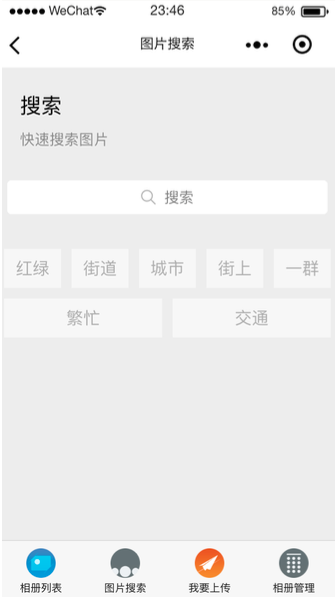 ●●●●● WeChat 23:46 85%
图片搜索
搜索
快速搜索图片
搜索
红绿 街道 城市 街上 一群
繁忙 交通
相册列表 图片搜索 我要上传 相册管理